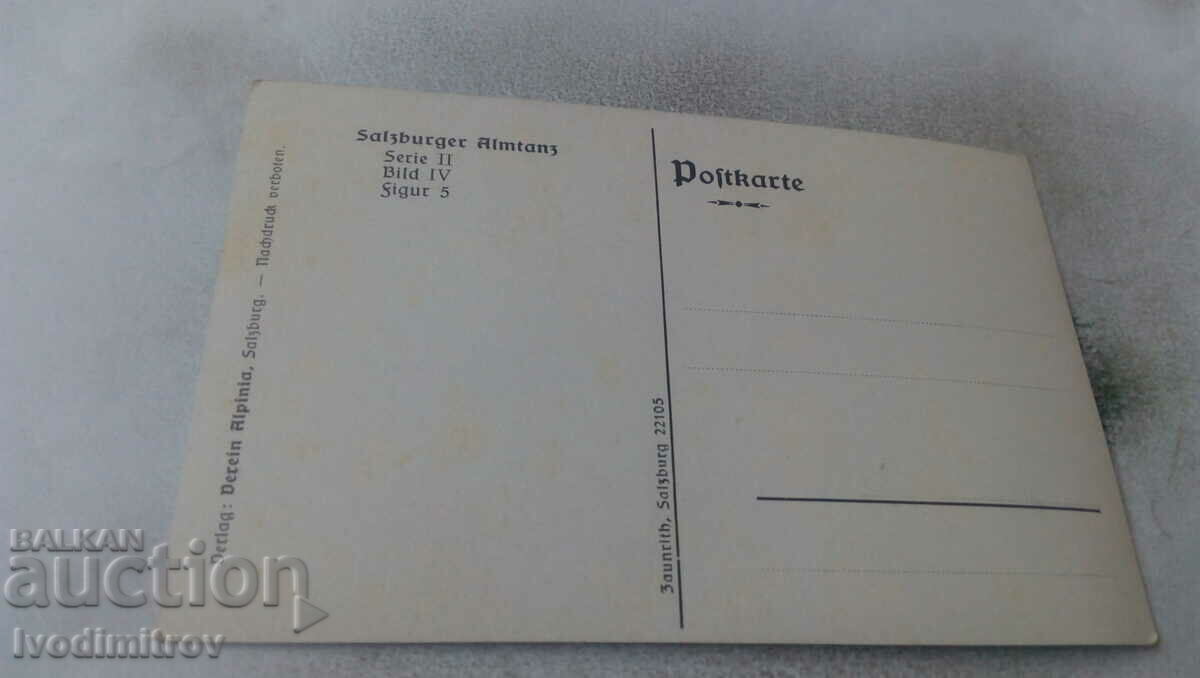 Salzburger Almtanz
Serie II
Bild IV
Figur 5
Poſtkarte
Verlag: Verein Alpinia, Salzburg. — Nachdruck verboten.
Zaunrith, Salzburg 22105
BALKAN
auction
Ivodimitrov